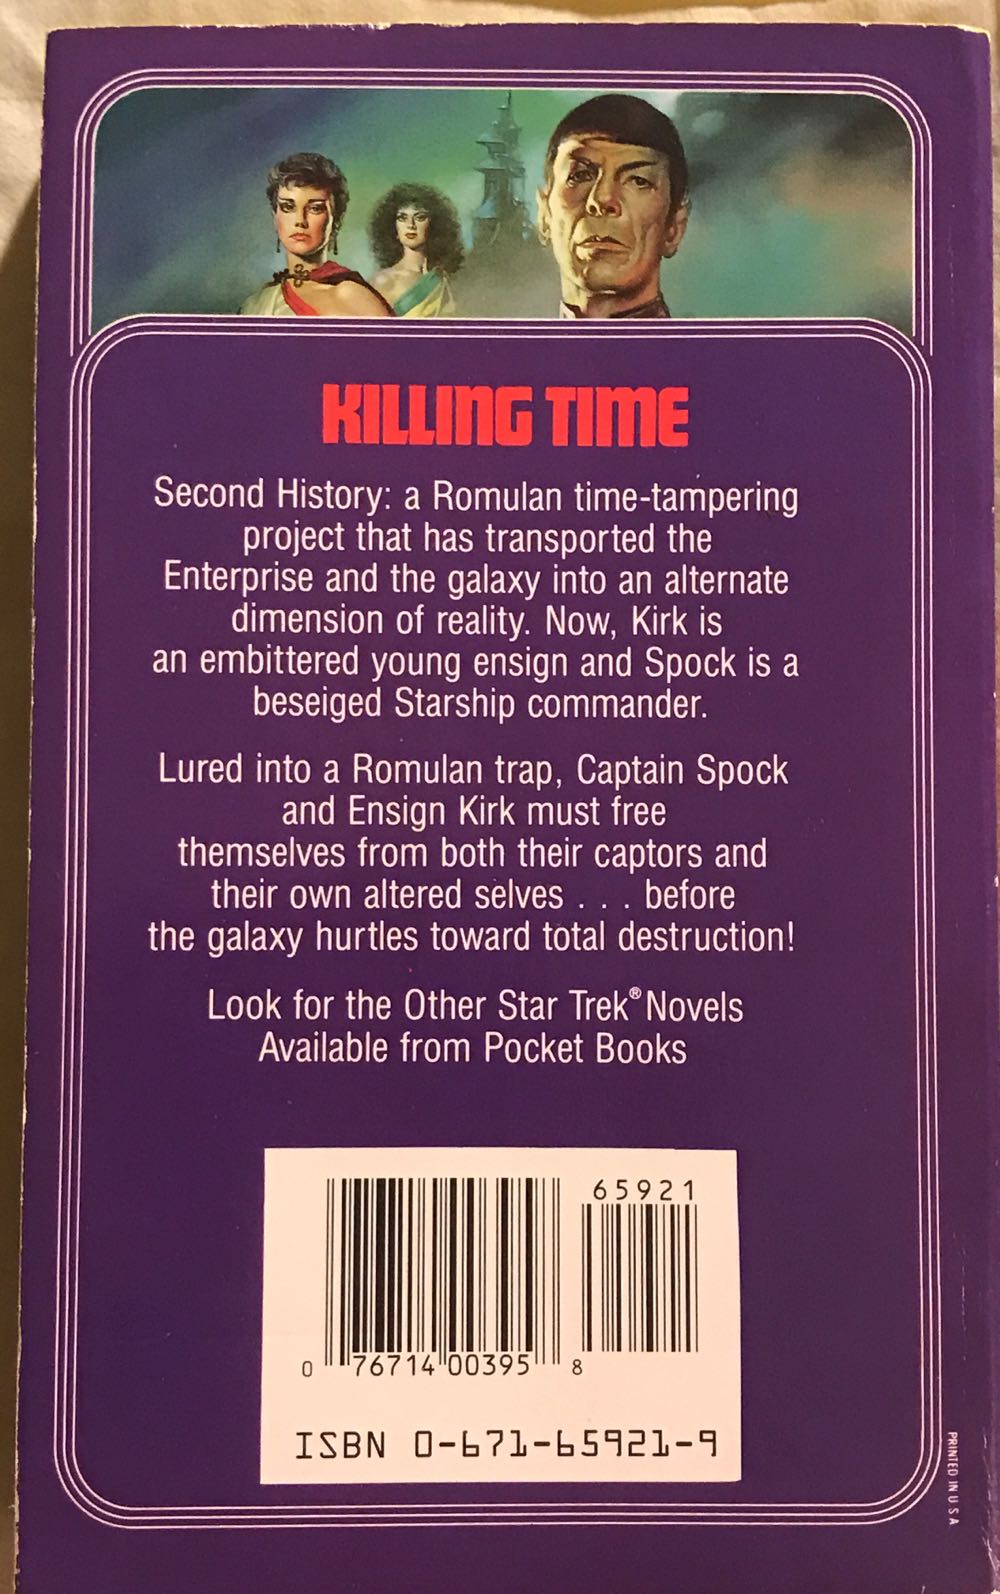 KILLING TIME
Second History: a Romulan time-tampering
project that has transported the
Enterprise and the galaxy into an alternate
dimension of reality. Now, Kirk is
an embittered young ensign and Spock is a
beseiged Starship commander.
Lured into a Romulan trap, Captain Spock
and Ensign Kirk must free
themselves from both their captors and
their own altered selves . . . before
the galaxy hurtles toward total destruction!
Look for the Other Star Trek® Novels
Available from Pocket Books
65921
0 76714 00395 8
ISBN 0-671-65921-9
PRINTED IN U S A